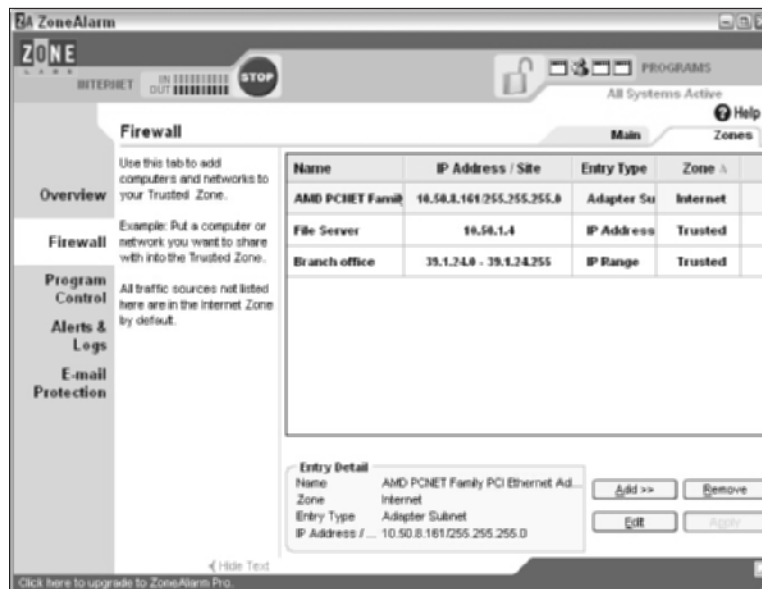 ZoneAlarm
ZONE
LABS
INTERNET
IN
OUT
STOP
PROGRAMS
All Systems Active
Help
Firewall
Main
Zones
Overview
Firewall
Program
Control
Alerts &
Logs
E-mail
Protection
Use this tab to add
computers and networks to
your Trusted Zone.
Example: Put a computer or
network you want to share
with into the Trusted Zone.
All traffic sources not listed
here are in the Internet Zone
by default.
Name IP Address / Site Entry Type Zone
AMD PCNET Family 10.50.8.161/255.255.255.0 Adapter Su Internet
File Server 10.50.1.4 IP Address Trusted
Branch office 39.1.24.0 - 39.1.24.255 IP Range Trusted
Entry Detail
Name AMD PCNET Family PCI Ethernet Ad...
Zone Internet
Entry Type Adapter Subnet
IP Address / ... 10.50.8.161/255.255.255.0
Add >>
Remove
Edit
Apply
Hide Text
Click here to upgrade to ZoneAlarm Pro.